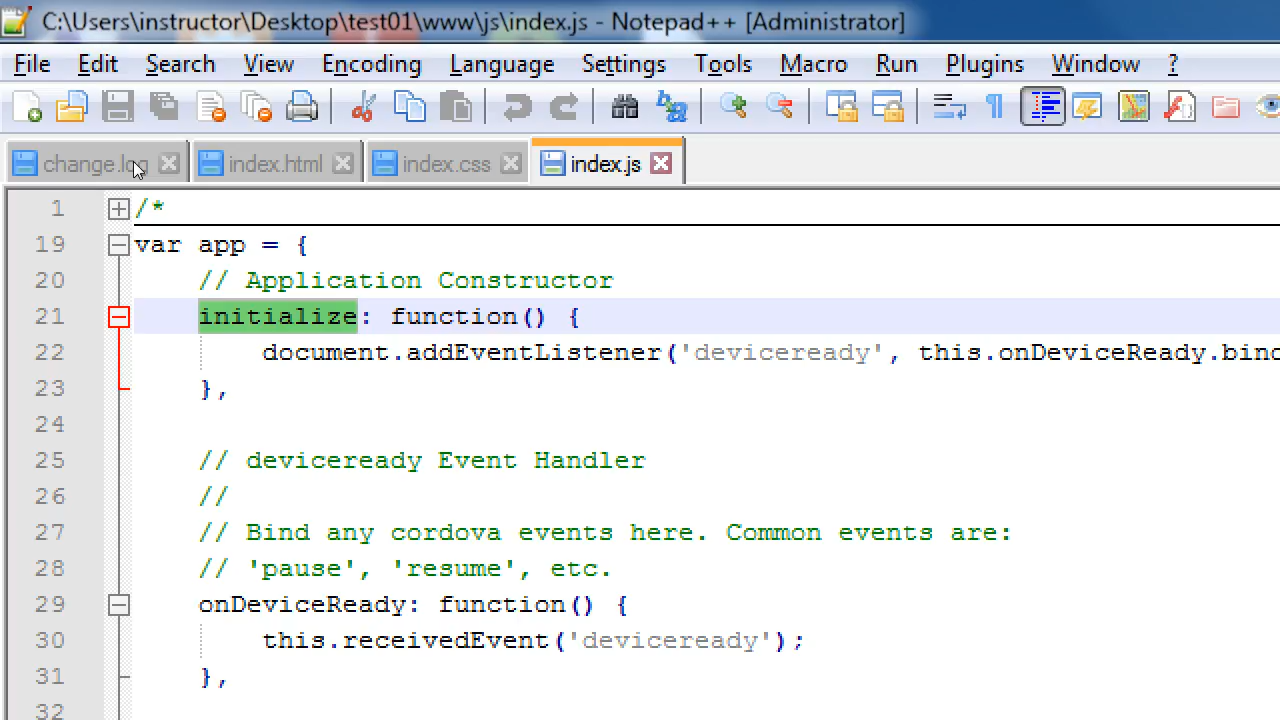 C:\Users\instructor\Desktop\test01\www\js\index.js - Notepad++ [Administrator]
File Edit Search View Encoding Language Settings Tools Macro Run Plugins Window ?
change.log index.html index.css index.js
1 /*
19 var app = {
20 // Application Constructor
21 initialize: function() {
22 document.addEventListener('deviceready', this.onDeviceReady.bind
23 },
24
25 // deviceready Event Handler
26 //
27 // Bind any cordova events here. Common events are:
28 // 'pause', 'resume', etc.
29 onDeviceReady: function() {
30 this.receivedEvent('deviceready');
31 },
32